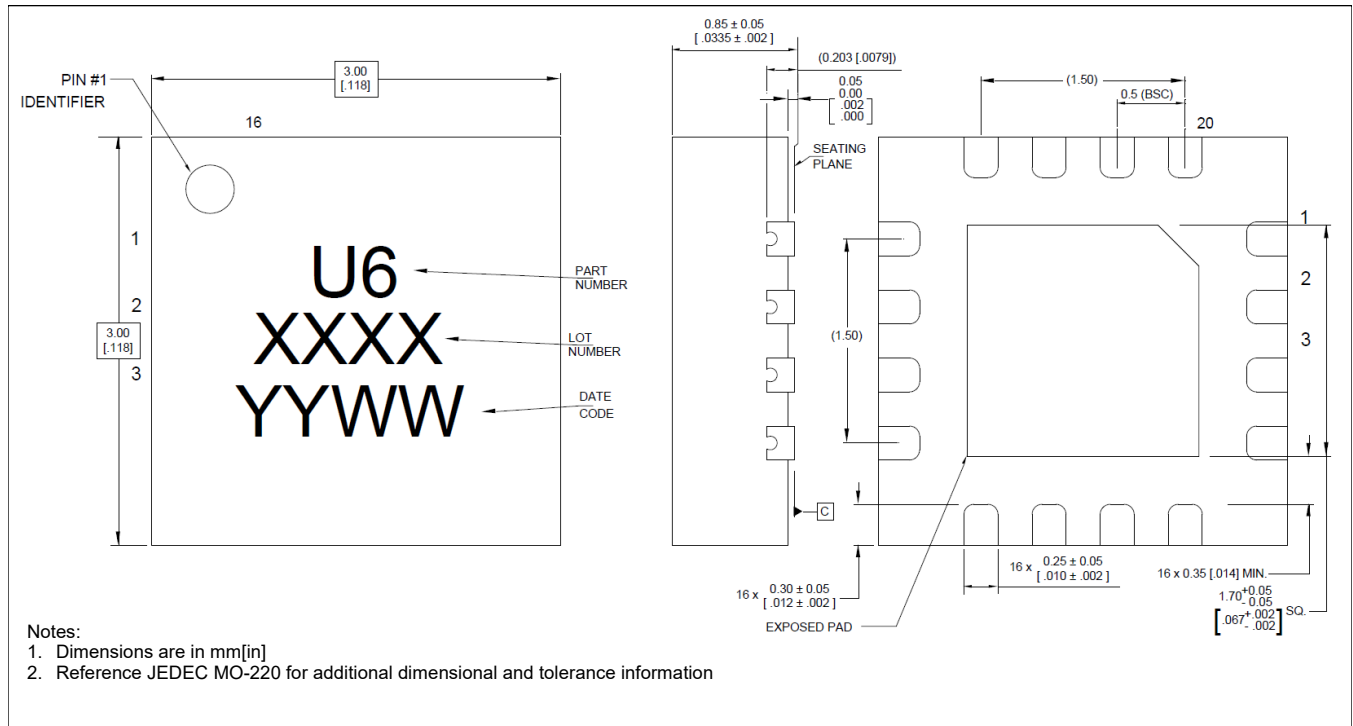 PIN #1
IDENTIFIER
3.00
[.118]
16
1
2
3
3.00
[.118]
U6
XXXX
YYWW
PART
NUMBER
LOT
NUMBER
DATE
CODE
0.85 ± 0.05
[ .0335 ± .002 ]
(0.203 [.0079])
0.05
0.00
[ .002
.000 ]
SEATING
PLANE
C
(1.50)
0.5 (BSC)
20
1
2
3
(1.50)
16 x 0.30 ± 0.05
[ .012 ± .002 ]
16 x 0.25 ± 0.05
[ .010 ± .002 ]
16 x 0.35 [.014] MIN.
1.70 +0.05
- 0.05
[ .067 +.002
- .002 ] SQ.
EXPOSED PAD
Notes:
1. Dimensions are in mm[in]
2. Reference JEDEC MO-220 for additional dimensional and tolerance information